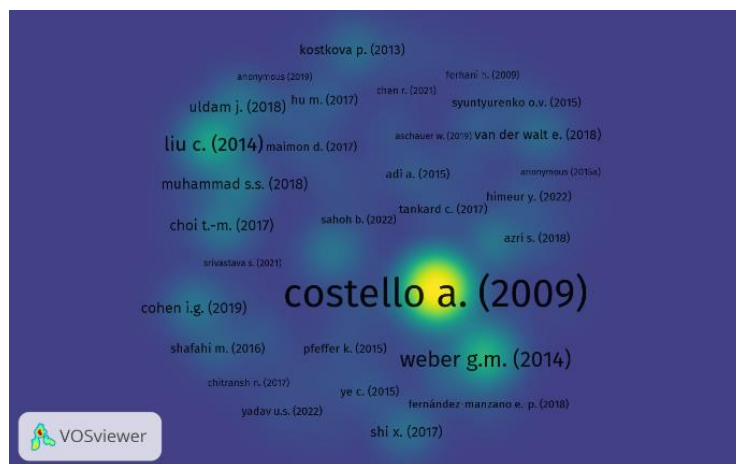 kostkova p. (2013)
anonymous (2019)
ferhani h. (2009)
chen r. (2021)
uldam j. (2018)
hu m. (2017)
syuntyurenko o.v. (2015)
liu c. (2014)
maimon d. (2017)
aschauer w. (2019)
van der walt e. (2018)
adi a. (2015)
anonymous (2015a)
muhammad s.s. (2018)
himeur y. (2022)
tankard c. (2017)
choi t.-m. (2017)
sahoh b. (2022)
azri s. (2018)
srivastava s. (2021)
costello a. (2009)
cohen i.g. (2019)
shafahi m. (2016)
pfeffer k. (2015)
weber g.m. (2014)
chitransh n. (2017)
ye c. (2015)
yadav u.s. (2022)
fernández-manzano e. p. (2018)
shi x. (2017)
VOSviewer